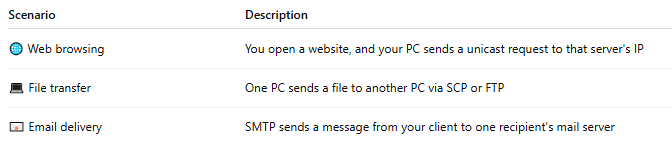 Scenario Description
🌐 Web browsing You open a website, and your PC sends a unicast request to that server's IP
💻 File transfer One PC sends a file to another PC via SCP or FTP
📧 Email delivery SMTP sends a message from your client to one recipient's mail server